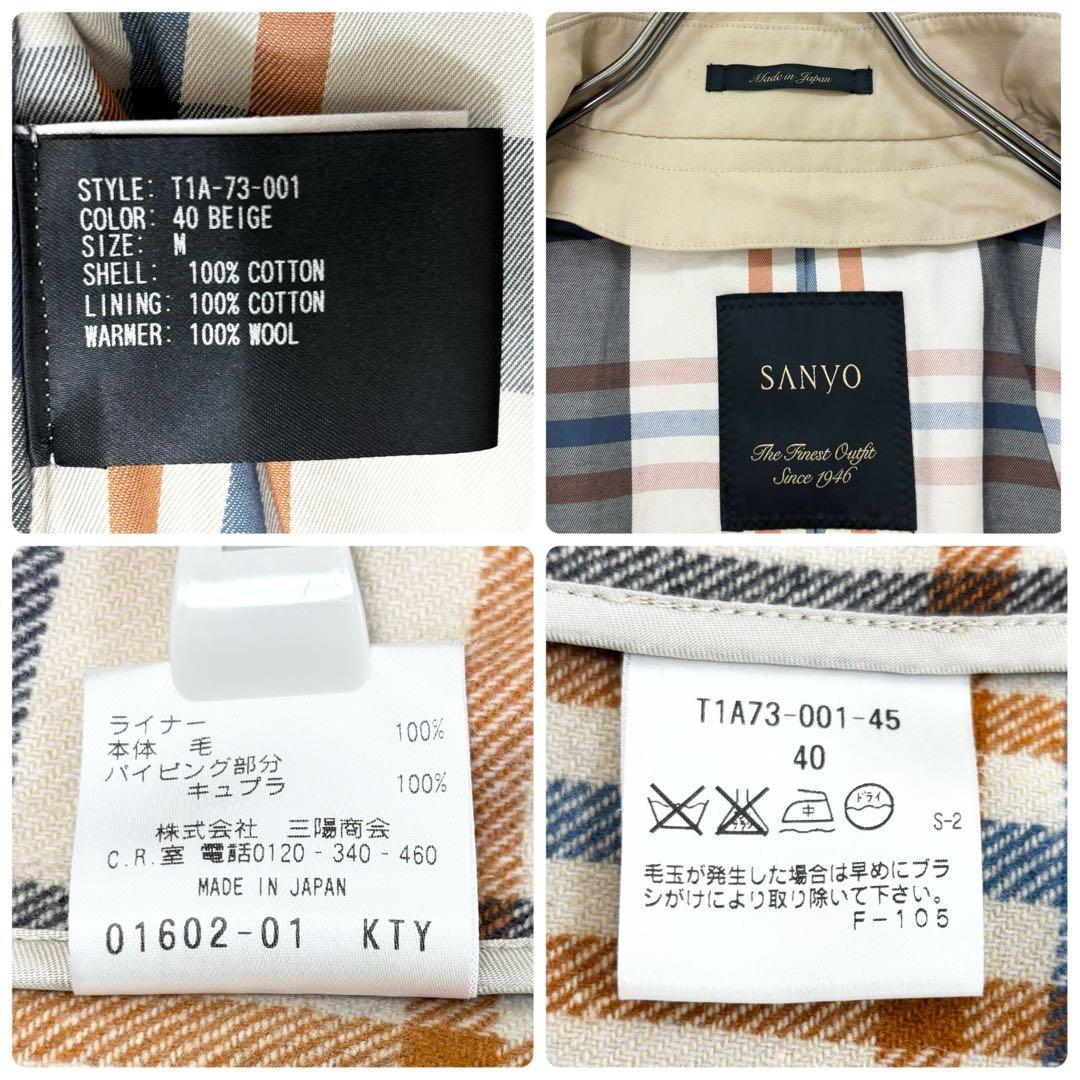 STYLE: T1A-73-001
COLOR: 40 BEIGE
SIZE: M
SHELL: 100% COTTON
LINING: 100% COTTON
WARMER: 100% WOOL
Made in Japan
SANYO
The Finest Outfit
Since 1946
ライナー
本体 毛 100%
パイピング部分
キュプラ 100%
株式会社 三陽商会
C.R.室 電話0120-340-460
MADE IN JAPAN
01602-01 KTY
T1A73-001-45
40
中
ドライ
S-2
毛玉が発生した場合は早めにブラ
シがけにより取り除いて下さい。
F-105